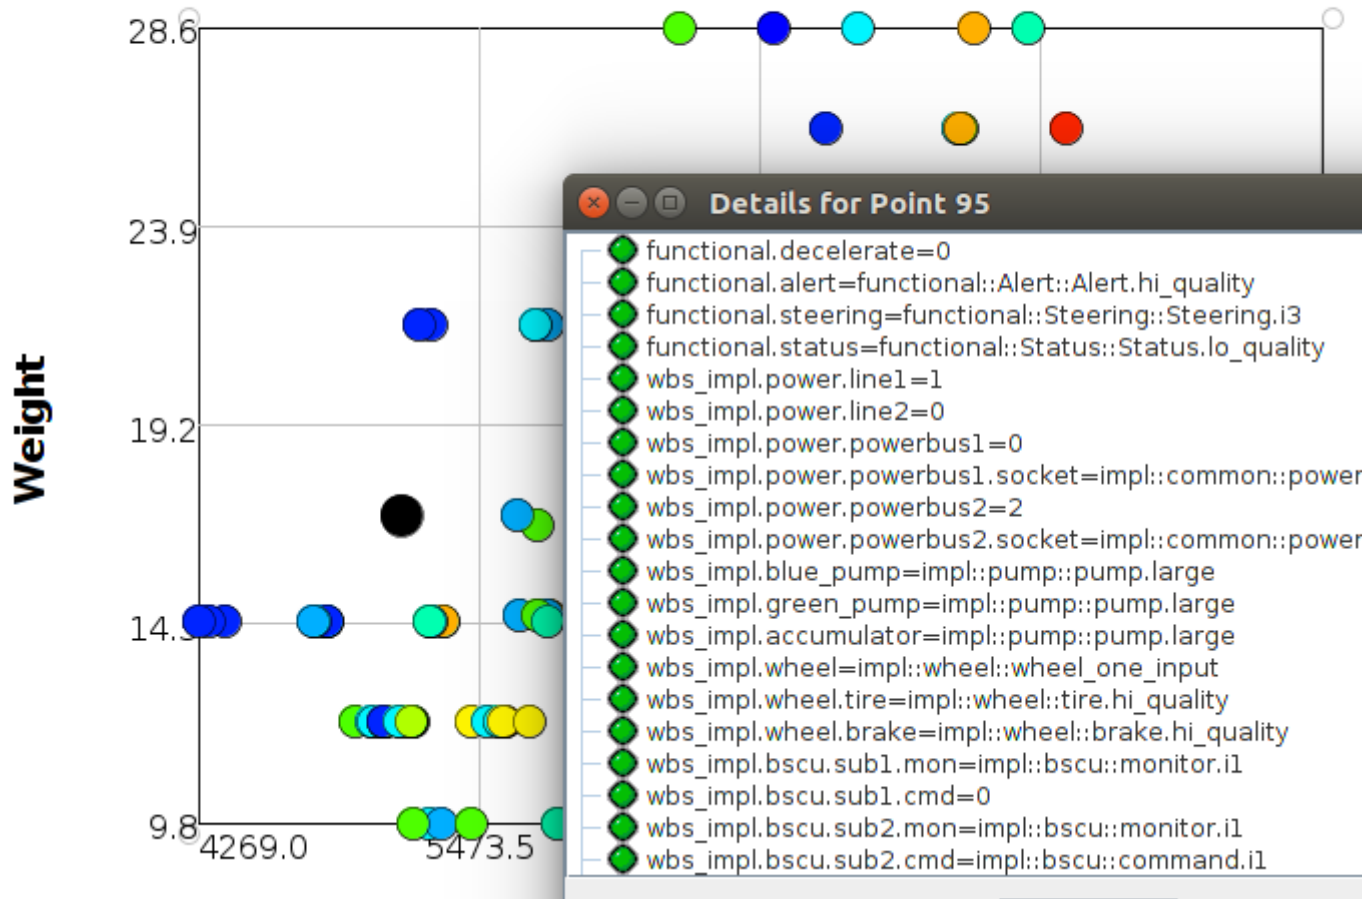 28.6
23.9
19.2
14.
9.8
Weight
4269.0
5473.5
Details for Point 95
functional.decelerate=0
functional.alert=functional::Alert::Alert.hi_quality
functional.steering=functional::Steering::Steering.i3
functional.status=functional::Status::Status.lo_quality
wbs_impl.power.line1=1
wbs_impl.power.line2=0
wbs_impl.power.powerbus1=0
wbs_impl.power.powerbus1.socket=impl::common::power
wbs_impl.power.powerbus2=2
wbs_impl.power.powerbus2.socket=impl::common::power
wbs_impl.blue_pump=impl::pump::pump.large
wbs_impl.green_pump=impl::pump::pump.large
wbs_impl.accumulator=impl::pump::pump.large
wbs_impl.wheel=impl::wheel::wheel_one_input
wbs_impl.wheel.tire=impl::wheel::tire.hi_quality
wbs_impl.wheel.brake=impl::wheel::brake.hi_quality
wbs_impl.bscu.sub1.mon=impl::bscu::monitor.i1
wbs_impl.bscu.sub1.cmd=0
wbs_impl.bscu.sub2.mon=impl::bscu::monitor.i1
wbs_impl.bscu.sub2.cmd=impl::bscu::command.i1